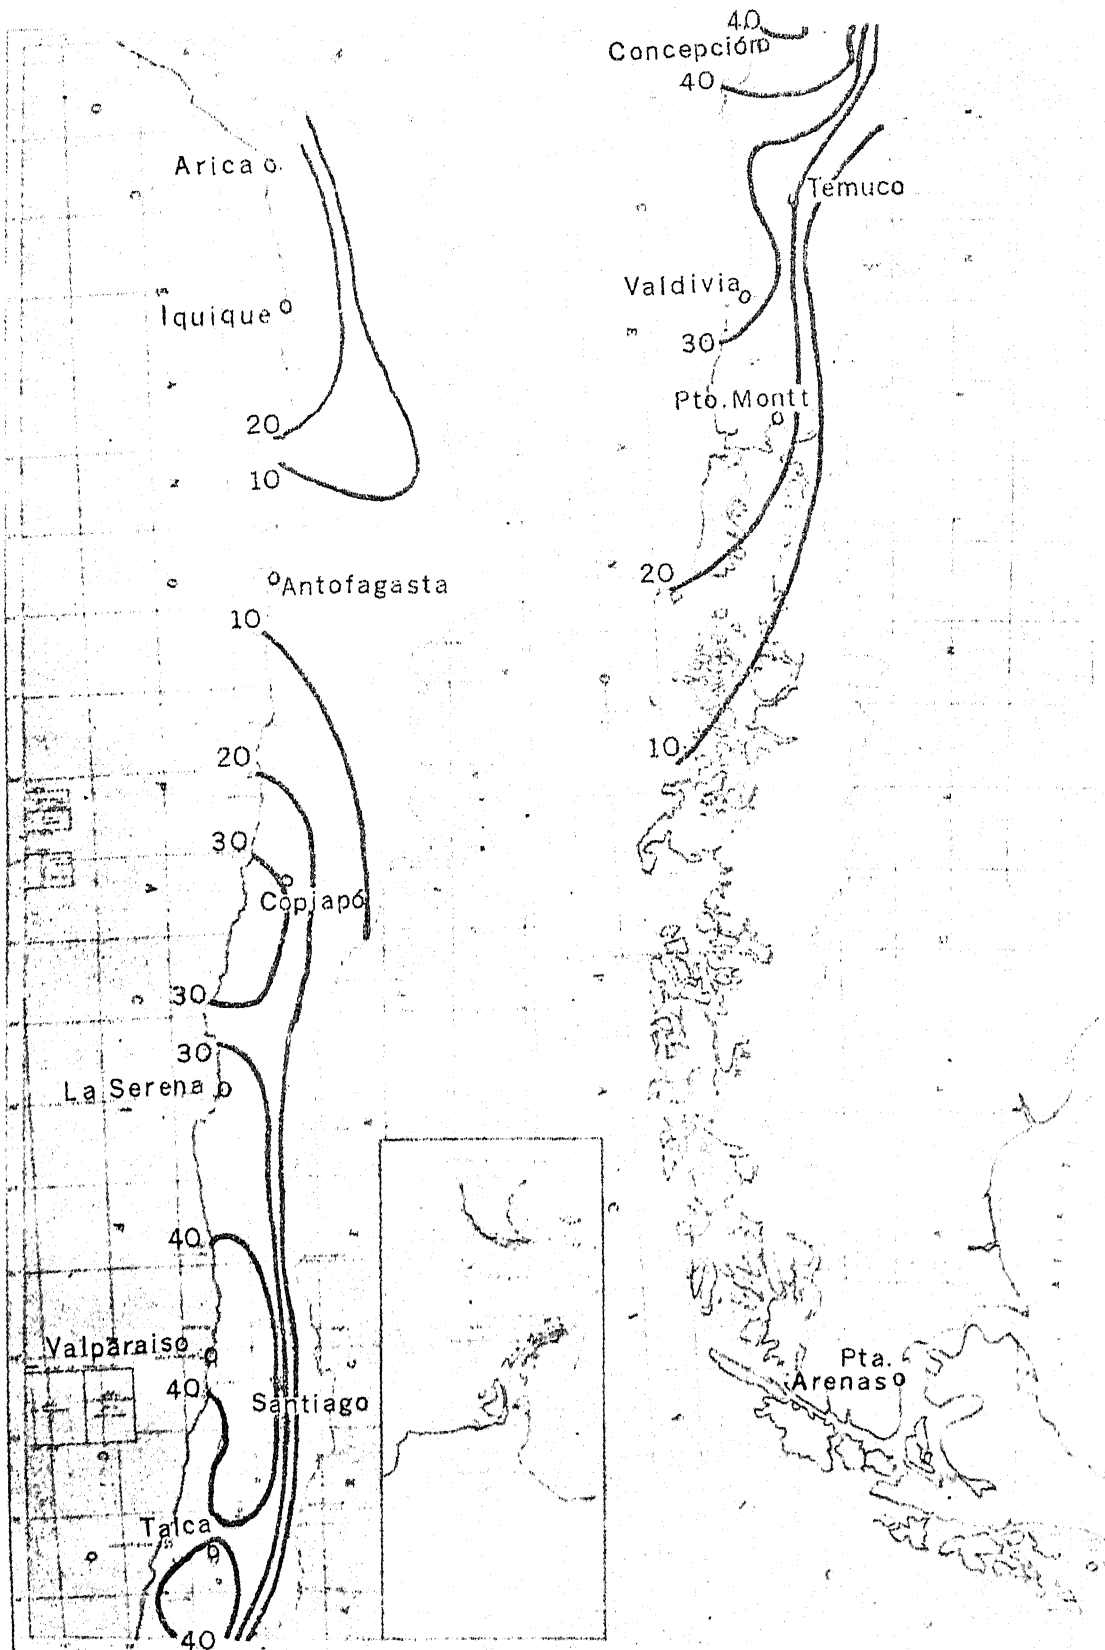 40
Concepción
40
Arica
Temuco
Valdivia
Iquique
30
Pto. Montt
20
10
20
Antofagasta
10
10
20
30
Copiapó
30
30
La Serena
40
Valparaiso
Pta.
Arenas
40
Santiago
Talca
40